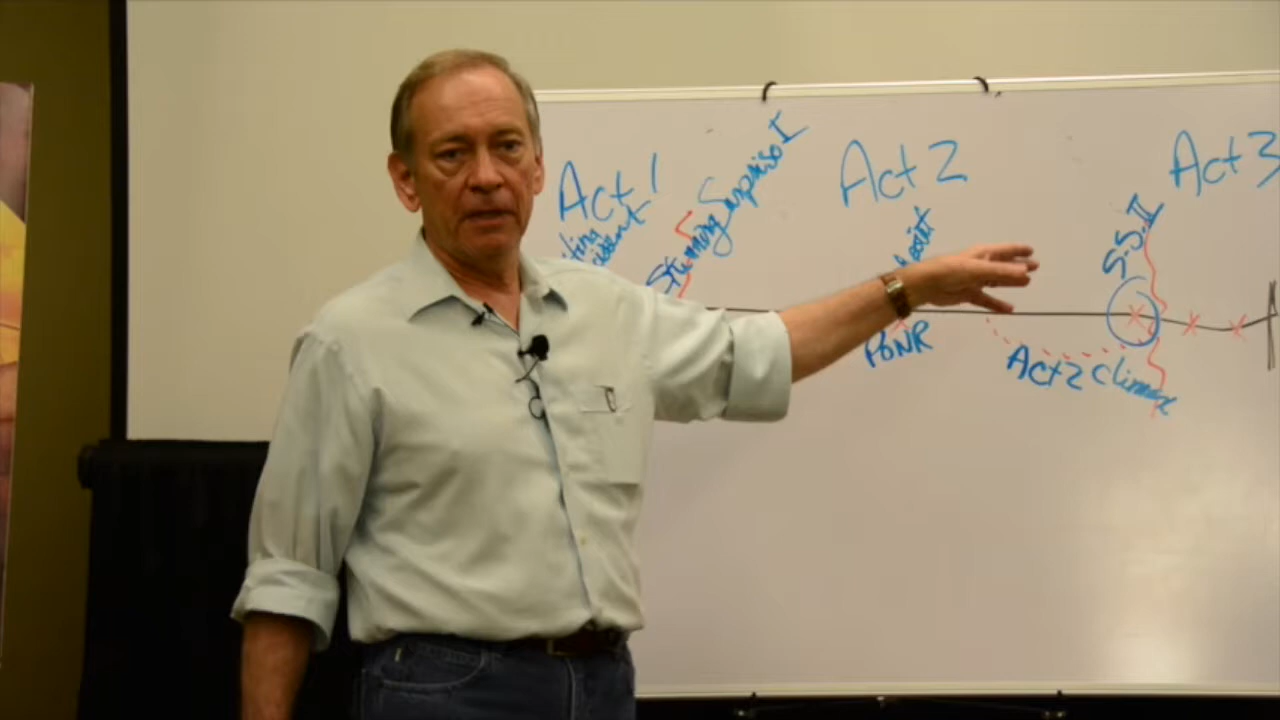 Act 1
Act 2
Act 3
Stunning Surprise I
S.S. II
PoNR
Act 2 Climax